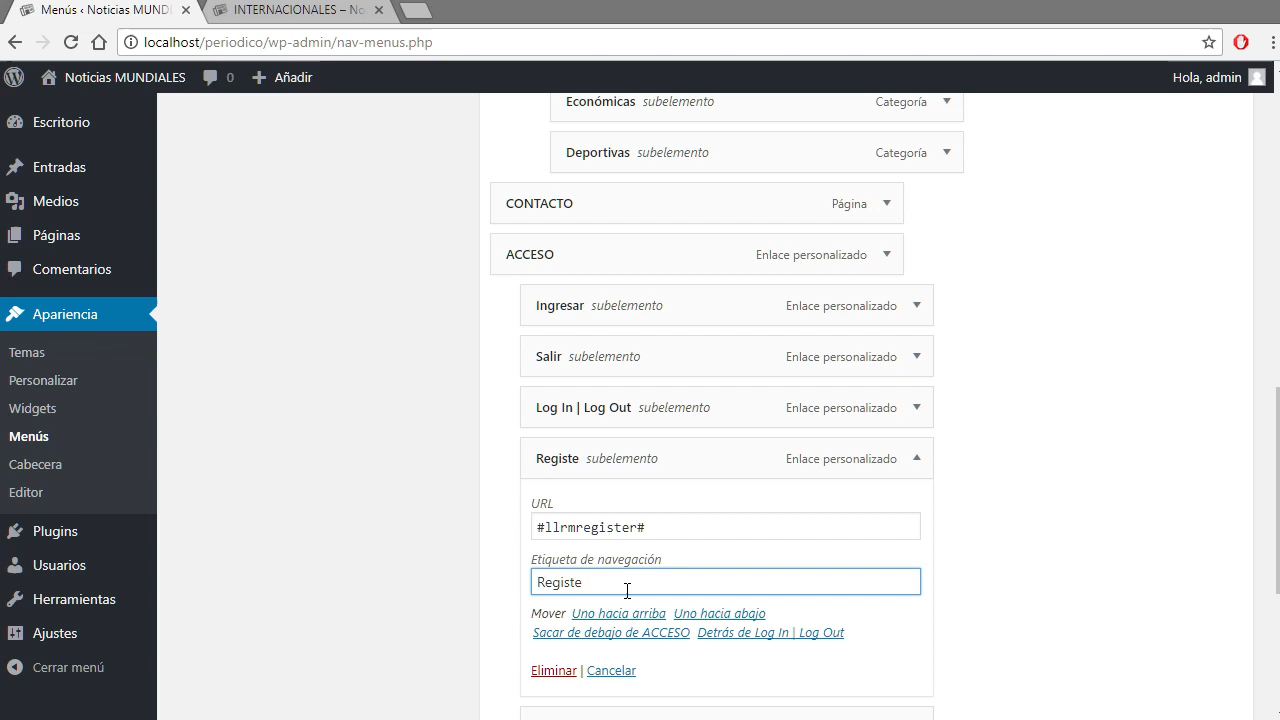 Menús ‹ Noticias MUNDI
INTERNACIONALES – No
localhost/periodico/wp-admin/nav-menus.php
Noticias MUNDIALES
0
Añadir
Hola, admin
Escritorio
Entradas
Medios
Páginas
Comentarios
Apariencia
Temas
Personalizar
Widgets
Menús
Cabecera
Editor
Plugins
Usuarios
Herramientas
Ajustes
Cerrar menú
Económicas subelemento Categoría
Deportivas subelemento Categoría
CONTACTO Página
ACCESO Enlace personalizado
Ingresar subelemento Enlace personalizado
Salir subelemento Enlace personalizado
Log In | Log Out subelemento Enlace personalizado
Registe subelemento Enlace personalizado
URL
#llrmregister#
Etiqueta de navegación
Registe
Mover Uno hacia arriba Uno hacia abajo
Sacar de debajo de ACCESO Detrás de Log In | Log Out
Eliminar | Cancelar